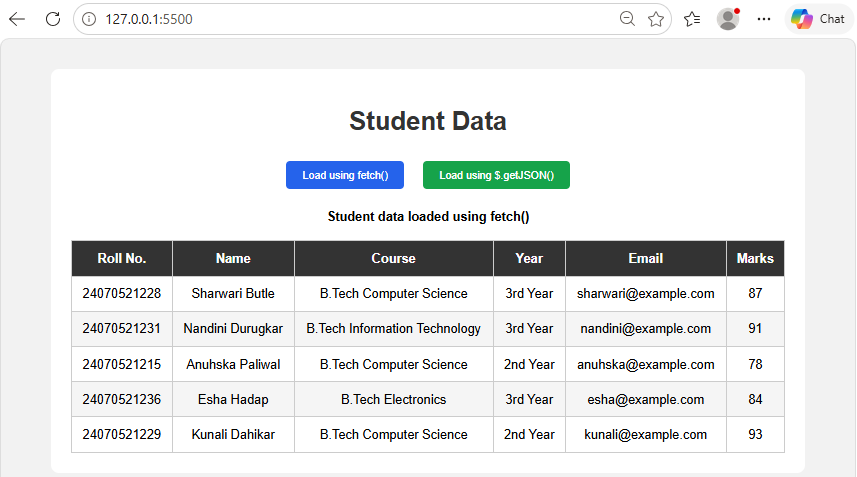 127.0.0.1:5500
Chat
Student Data
Load using fetch() Load using $.getJSON()
Student data loaded using fetch()
Roll No. Name Course Year Email Marks
24070521228 Sharwari Butle B.Tech Computer Science 3rd Year sharwari@example.com 87
24070521231 Nandini Durugkar B.Tech Information Technology 3rd Year nandini@example.com 91
24070521215 Anuhska Paliwal B.Tech Computer Science 2nd Year anuhska@example.com 78
24070521236 Esha Hadap B.Tech Electronics 3rd Year esha@example.com 84
24070521229 Kunali Dahikar B.Tech Computer Science 2nd Year kunali@example.com 93